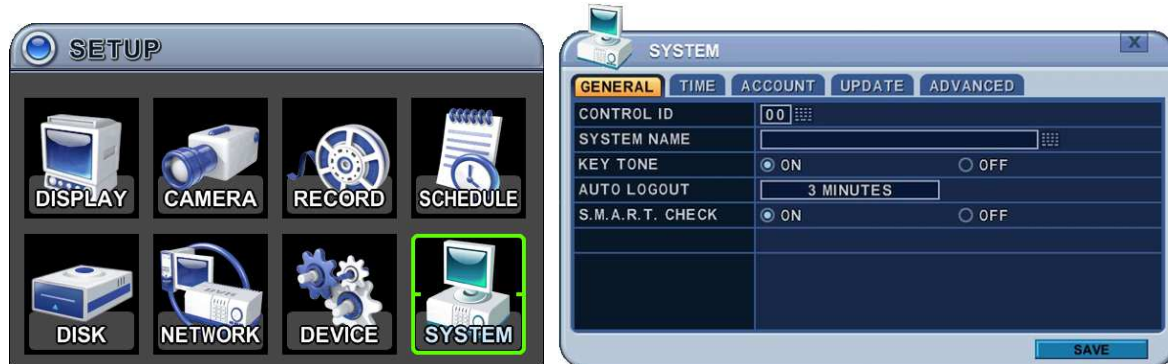 SETUP
DISPLAY CAMERA RECORD SCHEDULE
DISK NETWORK DEVICE SYSTEM
SYSTEM X
GENERAL TIME ACCOUNT UPDATE ADVANCED
CONTROL ID 00
SYSTEM NAME
KEY TONE ON OFF
AUTO LOGOUT 3 MINUTES
S.M.A.R.T. CHECK ON OFF
SAVE